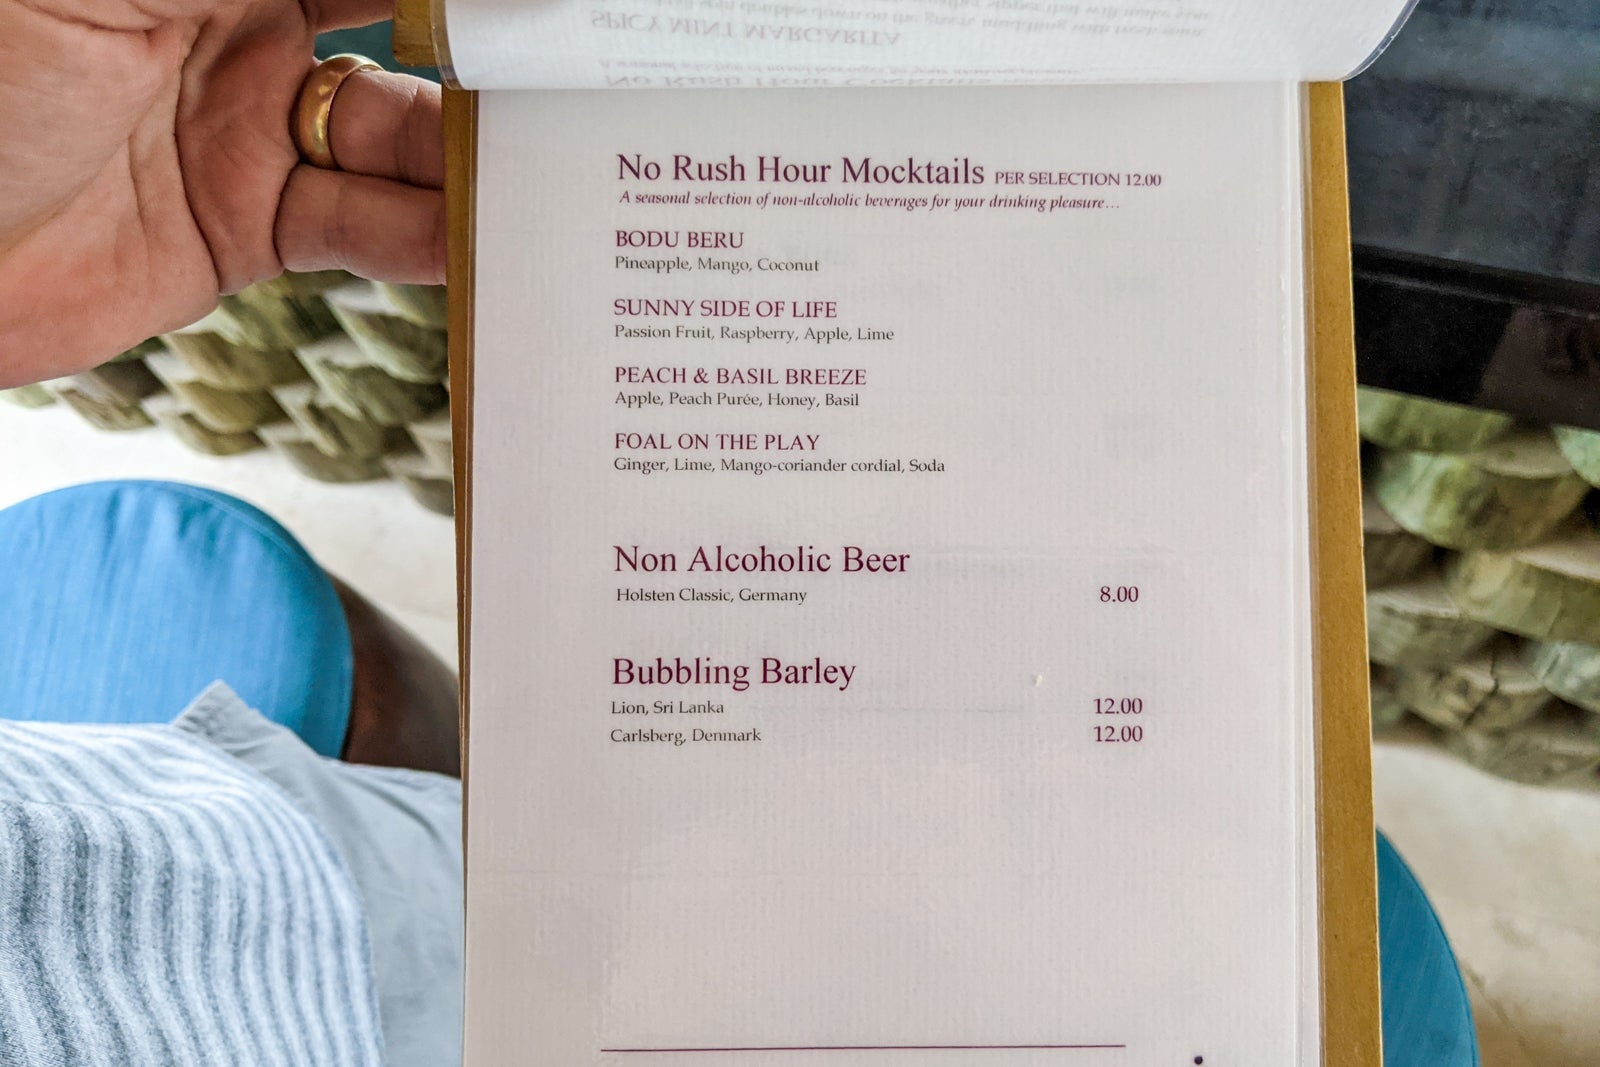 SPICY MINT MARGARITA
No Rush Hour Mocktails PER SELECTION 12.00
A seasonal selection of non-alcoholic beverages for your drinking pleasure...
BODU BERU
Pineapple, Mango, Coconut
SUNNY SIDE OF LIFE
Passion Fruit, Raspberry, Apple, Lime
PEACH & BASIL BREEZE
Apple, Peach Purée, Honey, Basil
FOAL ON THE PLAY
Ginger, Lime, Mango-coriander cordial, Soda
Non Alcoholic Beer
Holsten Classic, Germany 8.00
Bubbling Barley
Lion, Sri Lanka 12.00
Carlsberg, Denmark 12.00